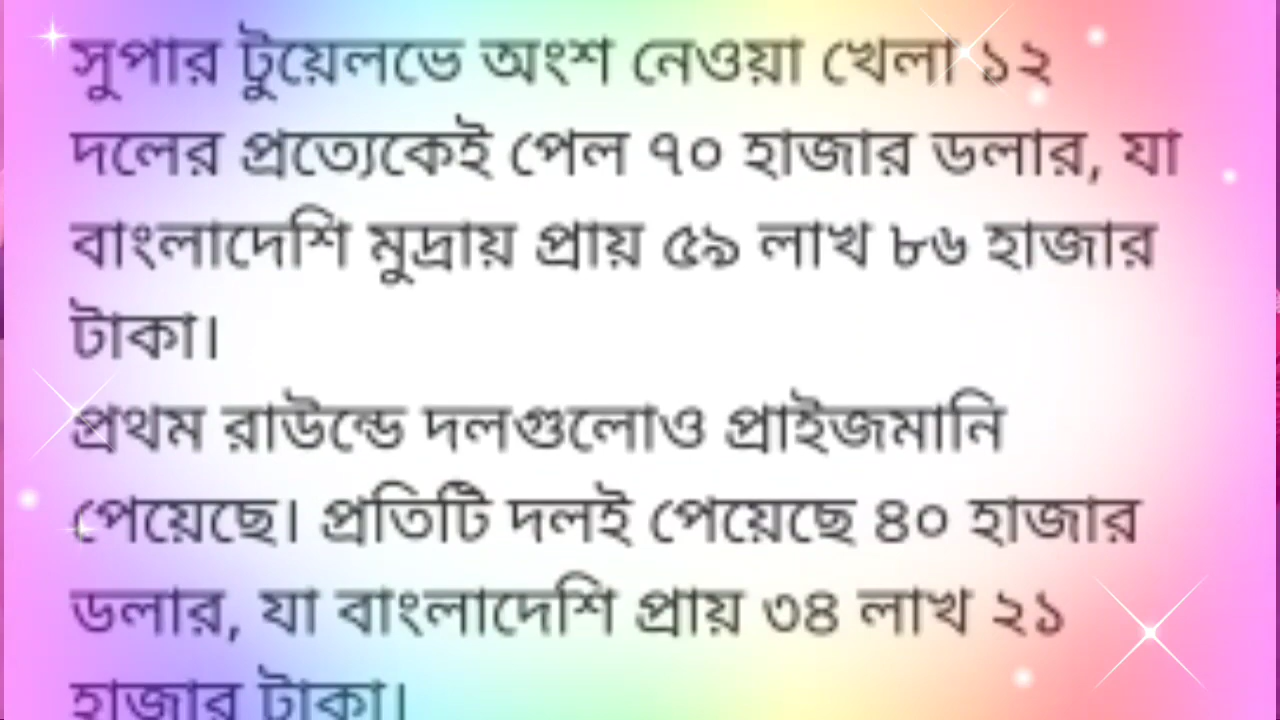 সুপার টুয়েলভে অংশ নেওয়া খেলা ১২
দলের প্রত্যেকেই পেল ৭০ হাজার ডলার, যা
বাংলাদেশি মুদ্রায় প্রায় ৫৯ লাখ ৮৬ হাজার
টাকা।
প্রথম রাউন্ডে দলগুলোও প্রাইজমানি
পেয়েছে। প্রতিটি দলই পেয়েছে ৪০ হাজার
ডলার, যা বাংলাদেশি প্রায় ৩৪ লাখ ২১
হাজার টাকা।